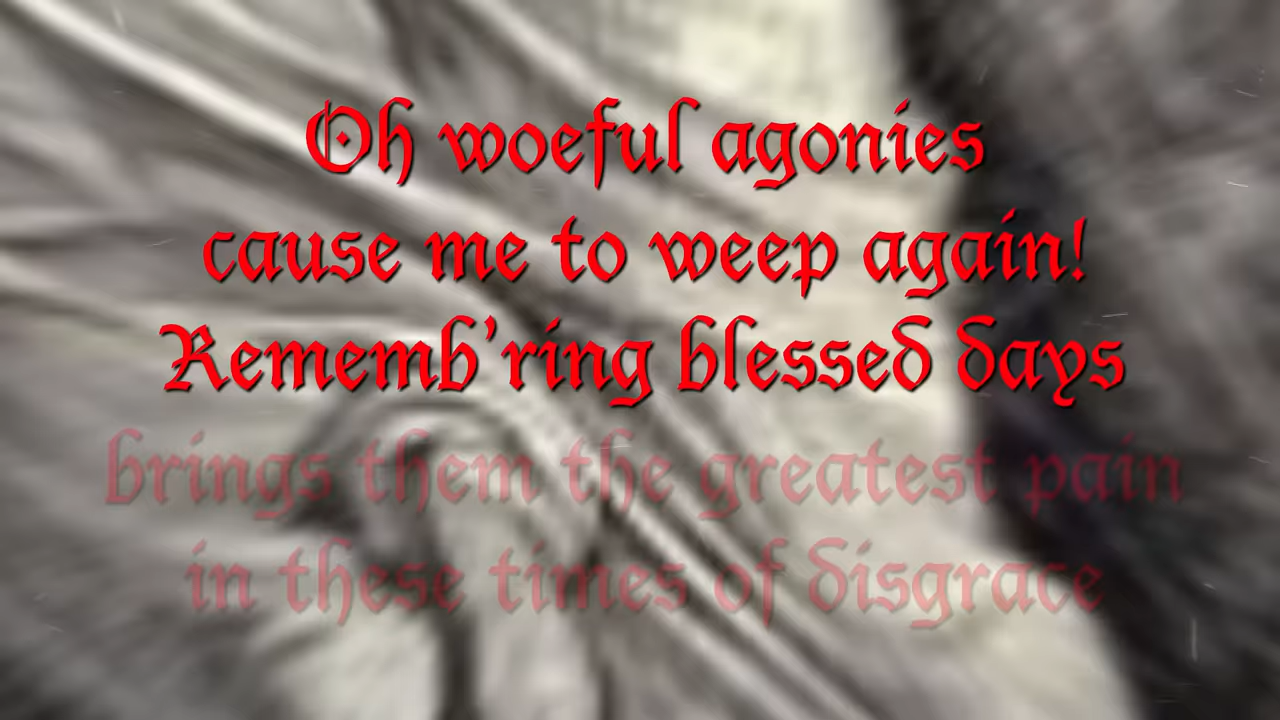 Oh woeful agonies
cause me to weep again!
Rememb'ring blessed days
brings them the greatest pain
in these times of disgrace